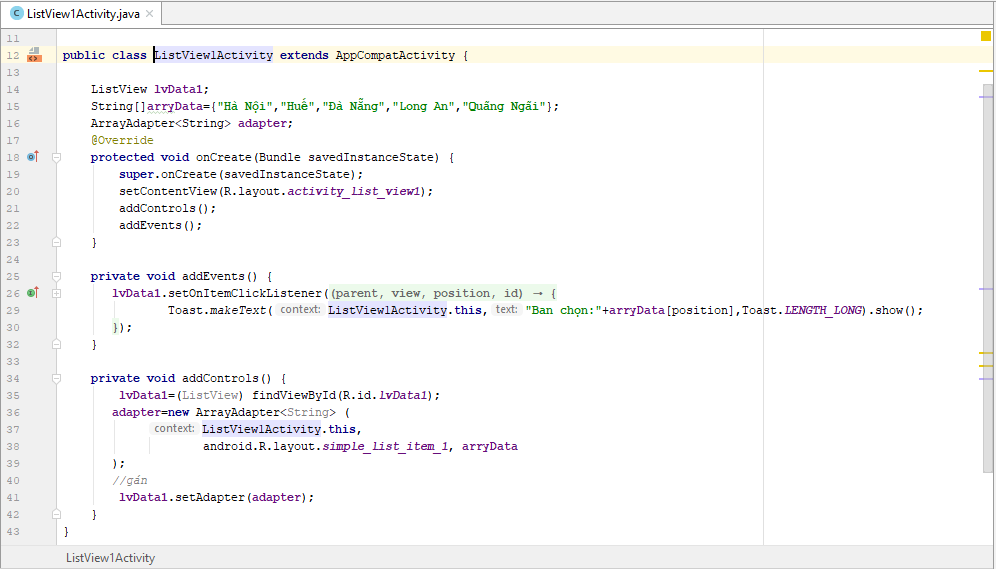 ListView1Activity.java
11
12 public class ListView1Activity extends AppCompatActivity {
13
14 ListView lvData1;
15 String[]arryData={"Hà Nội","Huế","Đà Nẵng","Long An","Quãng Ngãi"};
16 ArrayAdapter<String> adapter;
17 @Override
18 protected void onCreate(Bundle savedInstanceState) {
19 super.onCreate(savedInstanceState);
20 setContentView(R.layout.activity_list_view1);
21 addControls();
22 addEvents();
23 }
24
25 private void addEvents() {
26 lvData1.setOnItemClickListener((parent, view, position, id) → {
29 Toast.makeText( context: ListView1Activity.this, text: "Ban chọn:"+arryData[position],Toast.LENGTH_LONG).show();
30 });
32 }
33
34 private void addControls() {
35 lvData1=(ListView) findViewById(R.id.lvData1);
36 adapter=new ArrayAdapter<String> (
37 context: ListView1Activity.this,
38 android.R.layout.simple_list_item_1, arryData
39 );
40 //gán
41 lvData1.setAdapter(adapter);
42 }
43 }
ListView1Activity